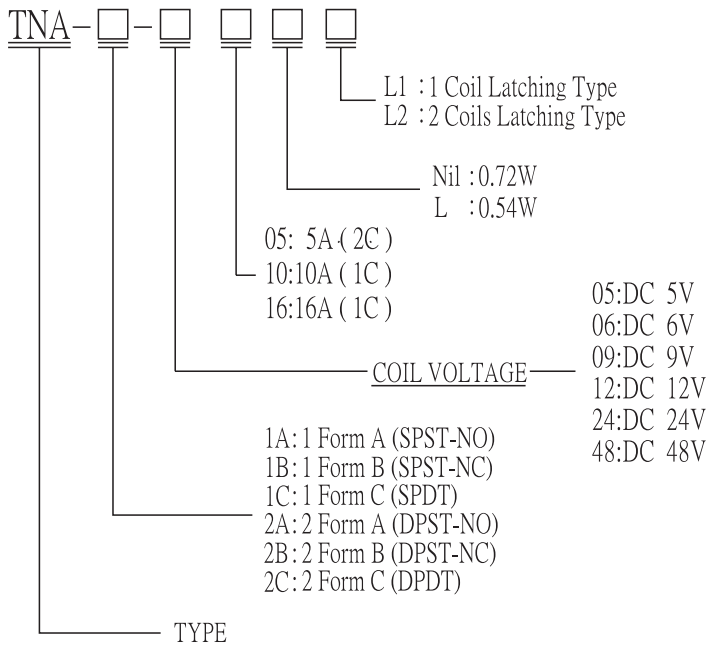 TNA-□-□ □ □ □
L1 :1 Coil Latching Type
L2 :2 Coils Latching Type
Nil :0.72W
L :0.54W
05: 5A ( 2C )
10:10A ( 1C )
16:16A ( 1C )
COIL VOLTAGE
05:DC 5V
06:DC 6V
09:DC 9V
12:DC 12V
24:DC 24V
48:DC 48V
1A: 1 Form A (SPST-NO)
1B: 1 Form B (SPST-NC)
1C: 1 Form C (SPDT)
2A: 2 Form A (DPST-NO)
2B: 2 Form B (DPST-NC)
2C: 2 Form C (DPDT)
TYPE